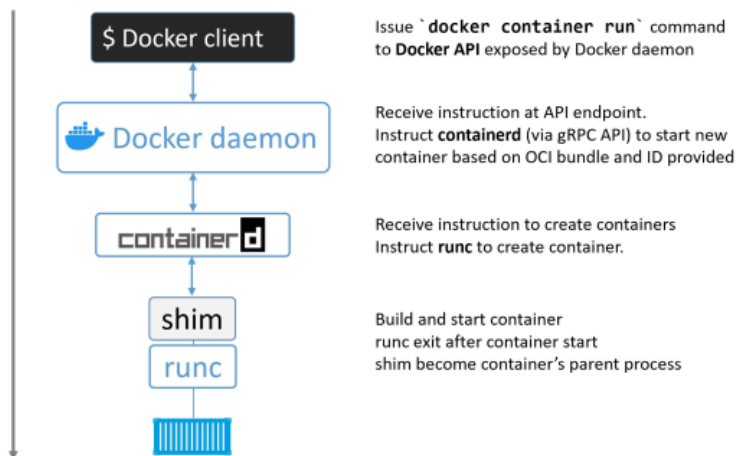 $ Docker client
Issue `docker container run` command
to Docker API exposed by Docker daemon
Docker daemon
Receive instruction at API endpoint.
Instruct containerd (via gRPC API) to start new
container based on OCI bundle and ID provided
containerd
Receive instruction to create containers
Instruct runc to create container.
shim
runc
Build and start container
runc exit after container start
shim become container's parent process